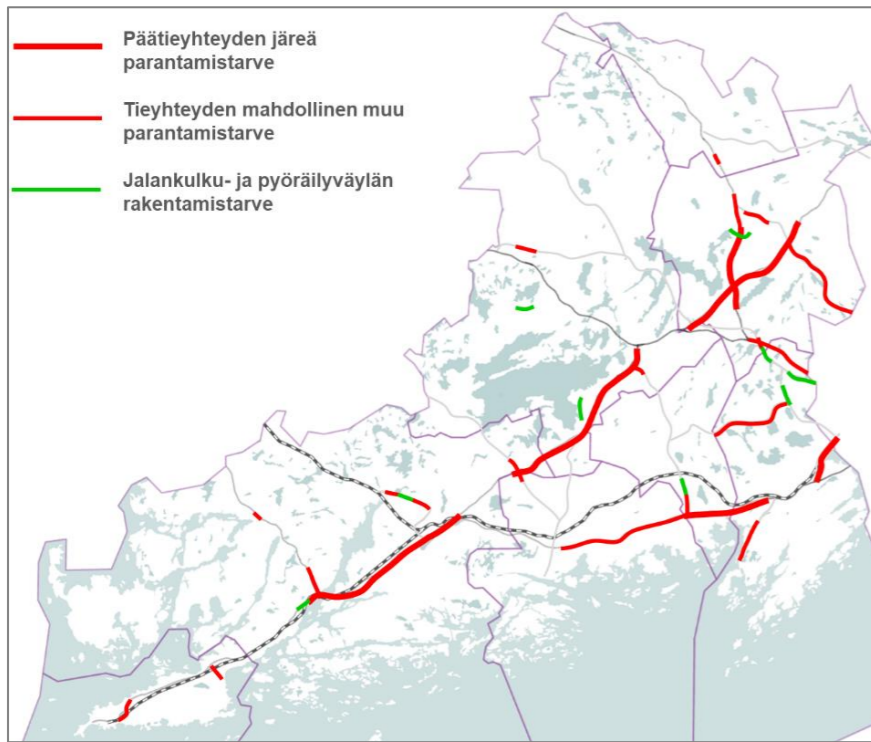 Päätieyhteyden järeä
parantamistarve
Tieyhteyden mahdollinen muu
parantamistarve
Jalankulku- ja pyöräilyväylän
rakentamistarve